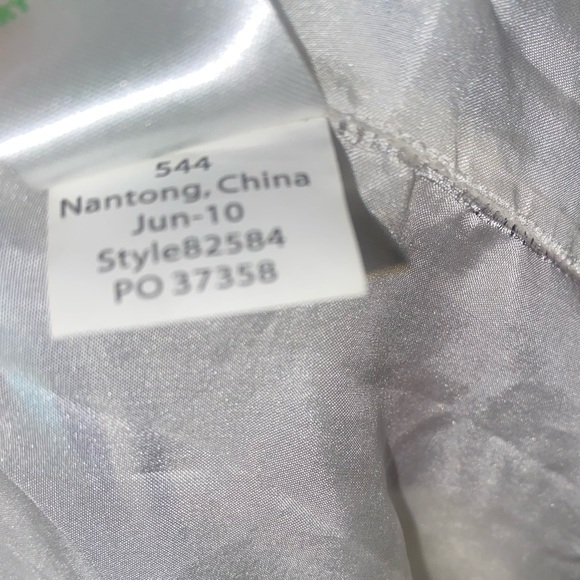 544
Nantong, China
Jun-10
Style82584
PO 37358